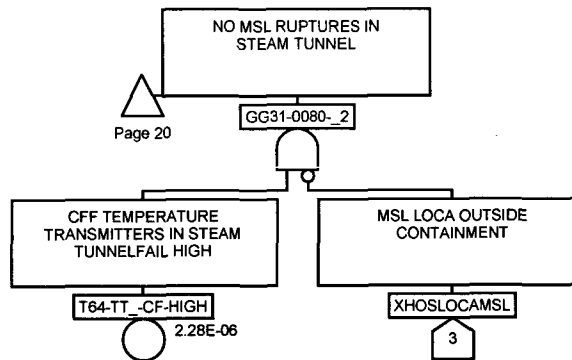 NO MSL RUPTURES IN
STEAM TUNNEL
Page 20
GG31-0080-_2
CFF TEMPERATURE
TRANSMITTERS IN STEAM
TUNNELFAIL HIGH
MSL LOCA OUTSIDE
CONTAINMENT
T64-TT_-CF-HIGH
XHOSLOCAMSL
2.28E-06
3